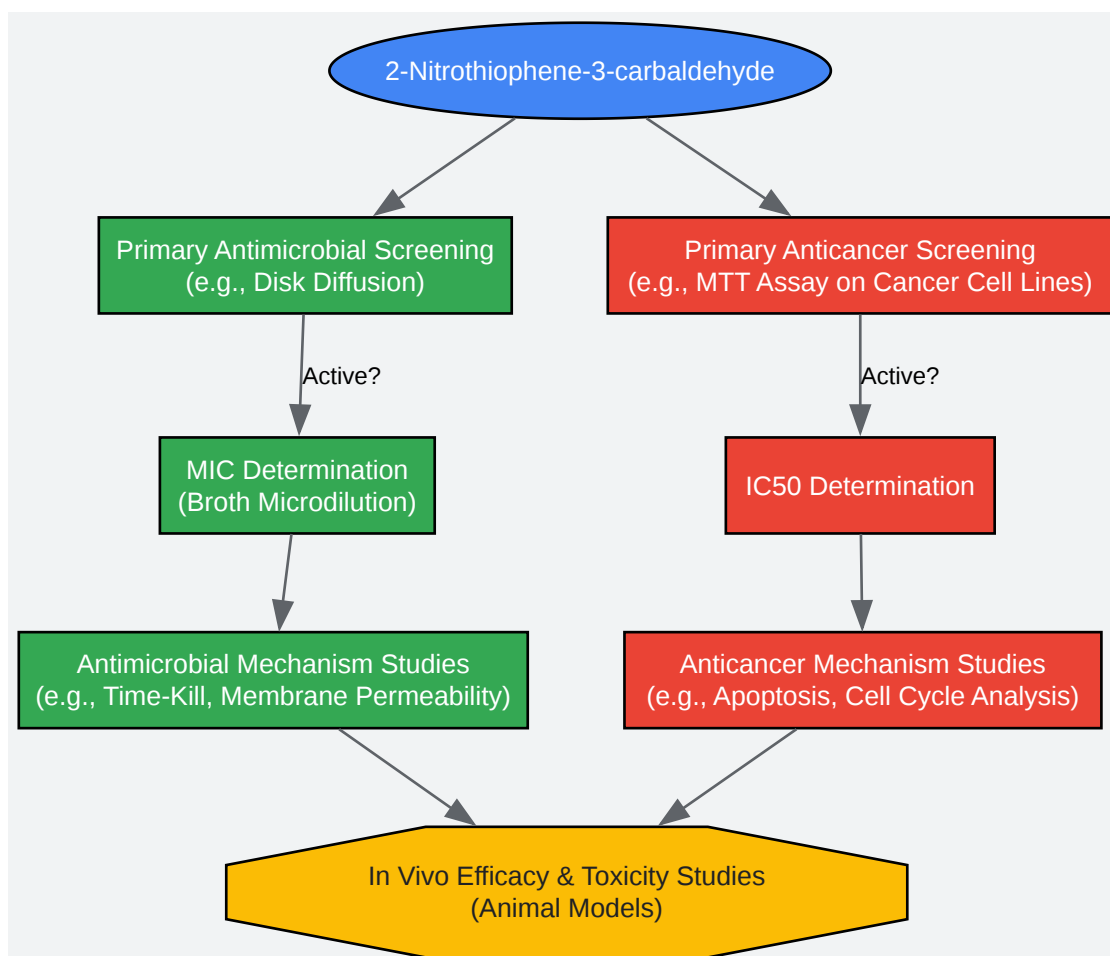 2-Nitrothiophene-3-carbaldehyde
Primary Antimicrobial Screening
(e.g., Disk Diffusion)
Primary Anticancer Screening
(e.g., MTT Assay on Cancer Cell Lines)
Active?
Active?
MIC Determination
(Broth Microdilution)
IC50 Determination
Antimicrobial Mechanism Studies
(e.g., Time-Kill, Membrane Permeability)
Anticancer Mechanism Studies
(e.g., Apoptosis, Cell Cycle Analysis)
In Vivo Efficacy & Toxicity Studies
(Animal Models)